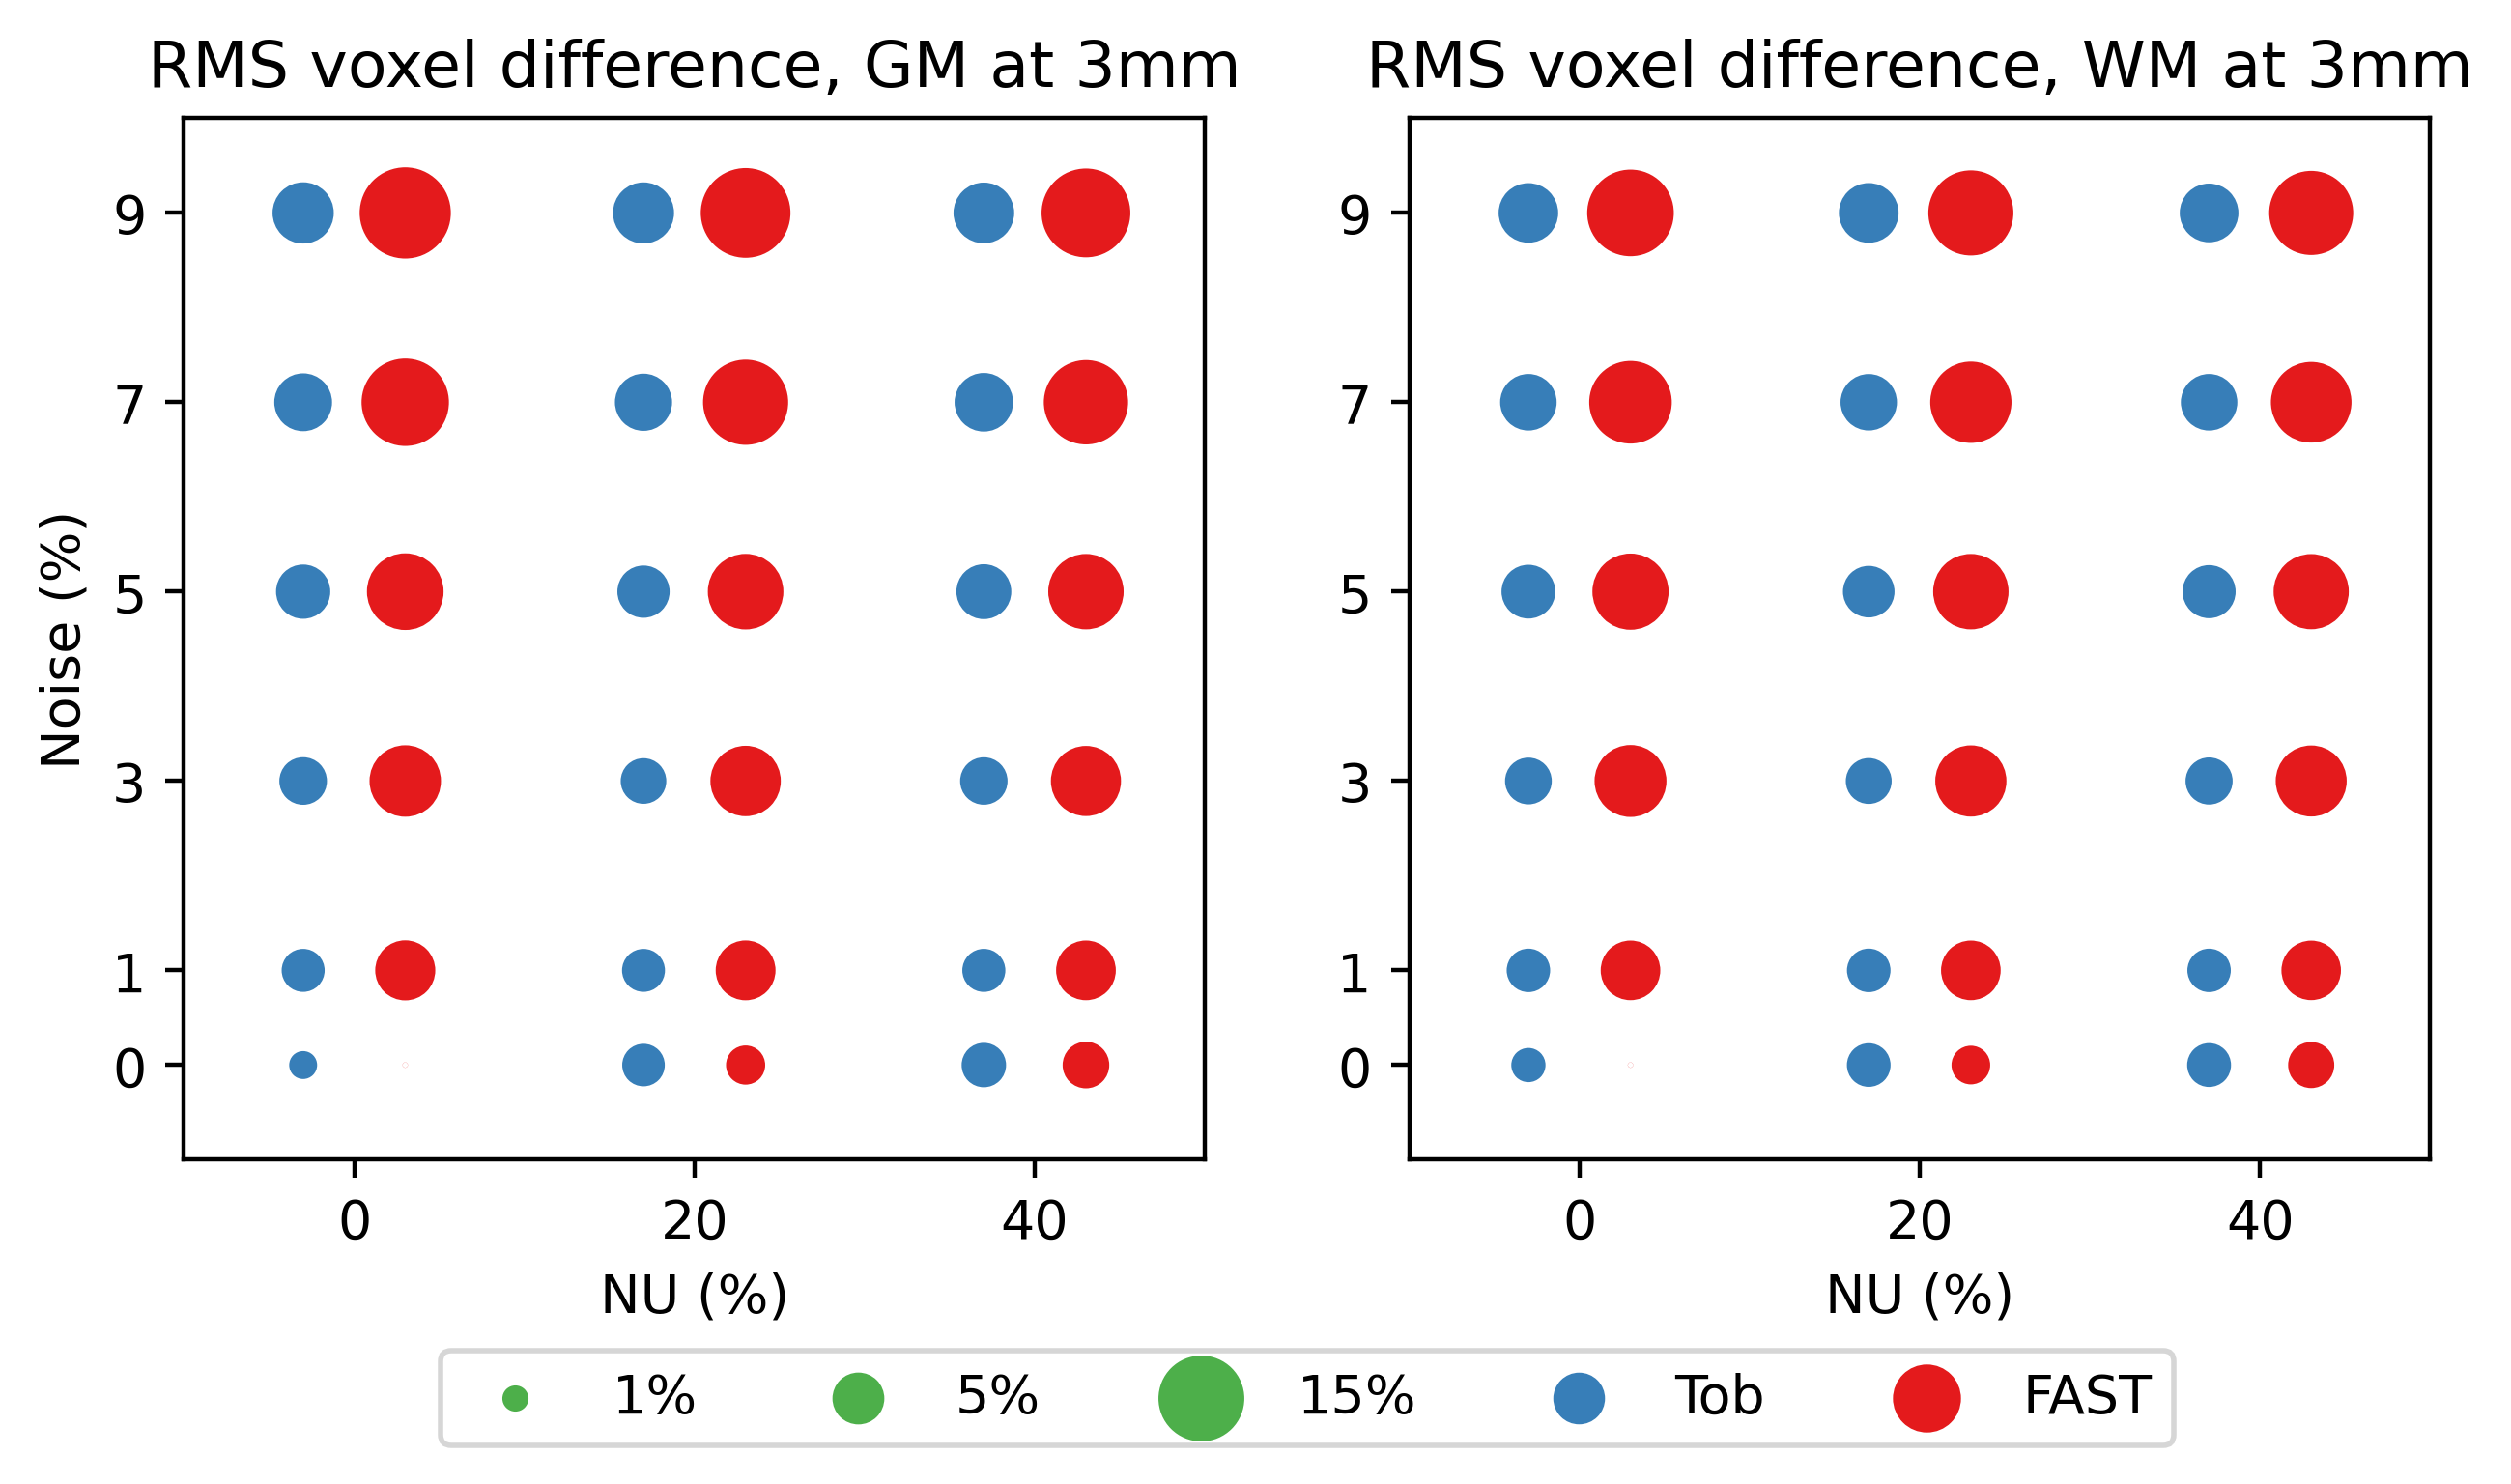 RMS voxel difference, GM at 3mm
RMS voxel difference, WM at 3mm
Noise (%)
9
7
5
3
1
0
0 20 40
NU (%)
9
7
5
3
1
0
0 20 40
NU (%)
1% 5% 15% Tob FAST